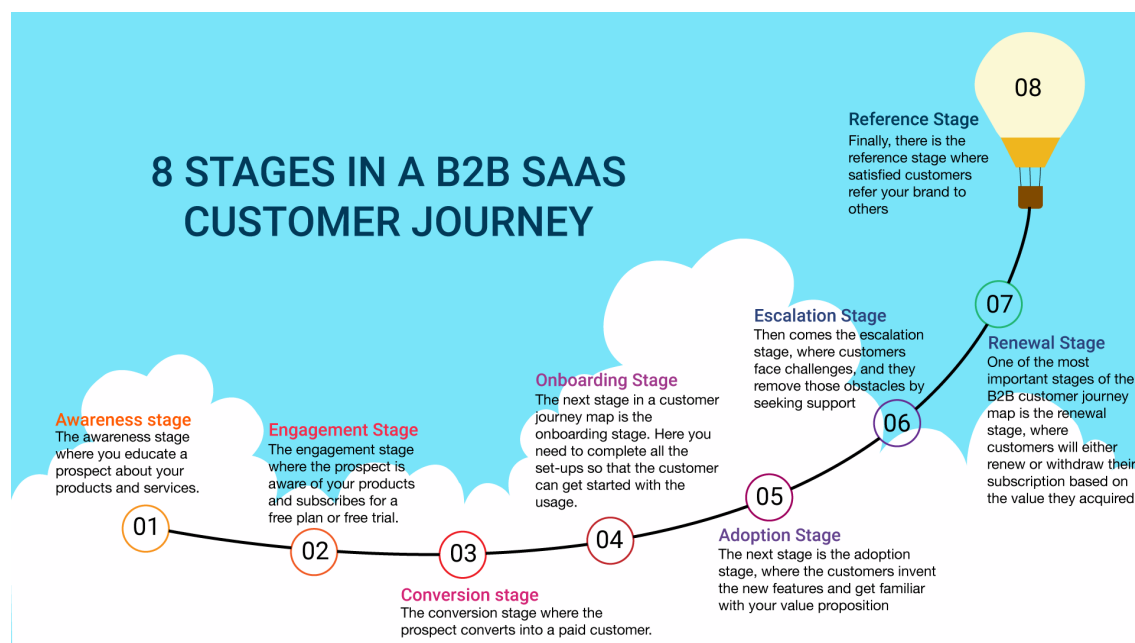 8 STAGES IN A B2B SAAS
CUSTOMER JOURNEY
01
Awareness stage
The awareness stage
where you educate a
prospect about your
products and services.
02
Engagement Stage
The engagement stage
where the prospect is
aware of your products
and subscribes for a
free plan or free trial.
03
Conversion stage
The conversion stage where the
prospect converts into a paid customer.
04
Onboarding Stage
The next stage in a customer
journey map is the
onboarding stage. Here you
need to complete all the
set-ups so that the customer
can get started with the
usage.
05
Adoption Stage
The next stage is the adoption
stage, where the customers invent
the new features and get familiar
with your value proposition
06
Escalation Stage
Then comes the escalation
stage, where customers
face challenges, and they
remove those obstacles by
seeking support
07
Renewal Stage
One of the most
important stages of the
B2B customer journey
map is the renewal
stage, where
customers will either
renew or withdraw their
subscription based on
the value they acquired
08
Reference Stage
Finally, there is the
reference stage where
satisfied customers
refer your brand to
others